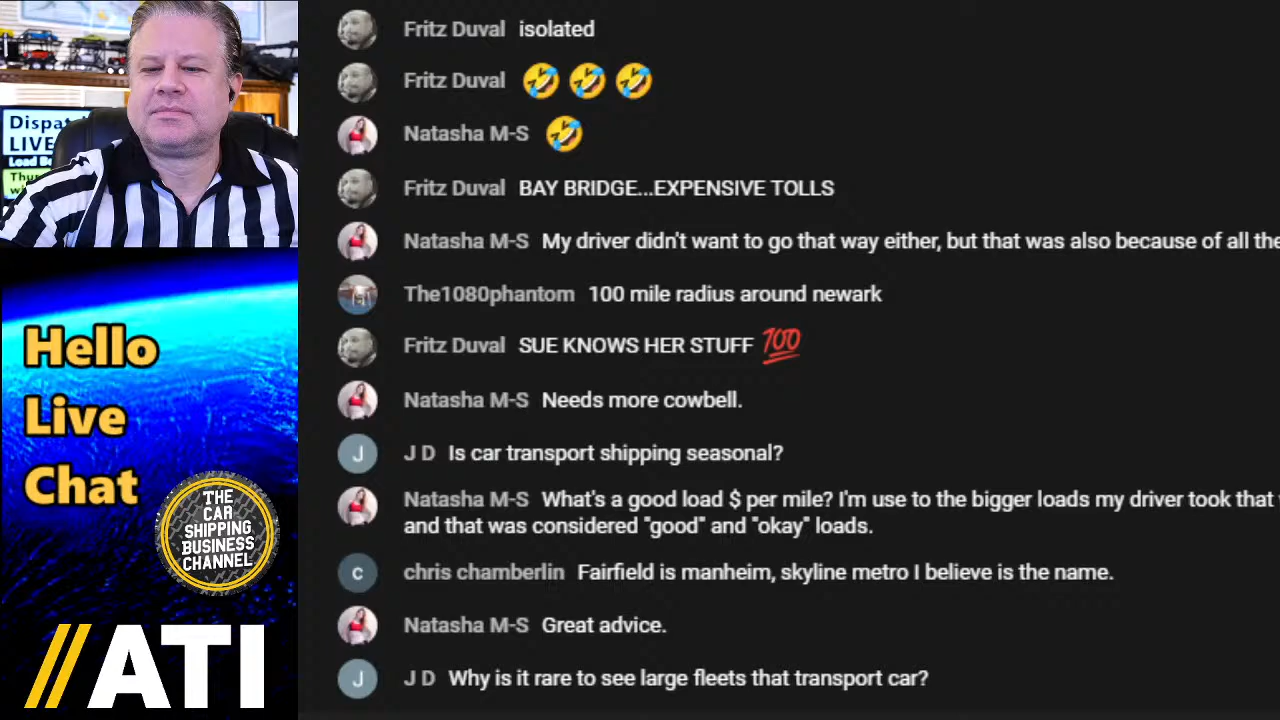 Dispat
LIVE
Load Bo
Thu
wi
Hello
Live
Chat
THE
CAR
SHIPPING
BUSINESS
CHANNEL
//ATI
Fritz Duval isolated
Fritz Duval 🤣 🤣 🤣
Natasha M-S 🤣
Fritz Duval BAY BRIDGE...EXPENSIVE TOLLS
Natasha M-S My driver didn't want to go that way either, but that was also because of all the
The1080phantom 100 mile radius around newark
Fritz Duval SUE KNOWS HER STUFF 💯
Natasha M-S Needs more cowbell.
J J D Is car transport shipping seasonal?
Natasha M-S What's a good load $ per mile? I'm use to the bigger loads my driver took that
and that was considered "good" and "okay" loads.
c chris chamberlin Fairfield is manheim, skyline metro I believe is the name.
Natasha M-S Great advice.
J J D Why is it rare to see large fleets that transport car?